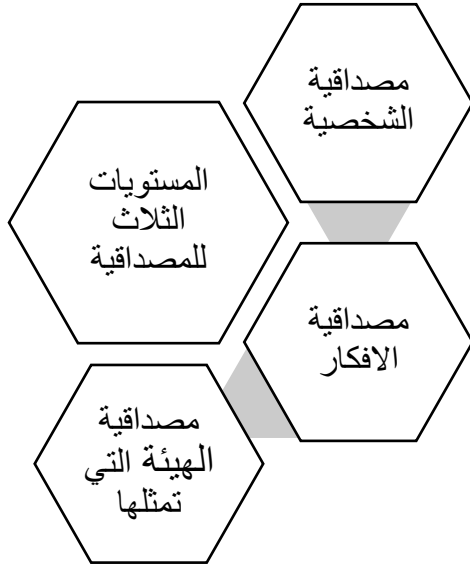 مصداقية
الشخصية
المستويات
الثلاث
للمصداقية
مصداقية
الافكار
مصداقية
الهيئة التي
تمثلها